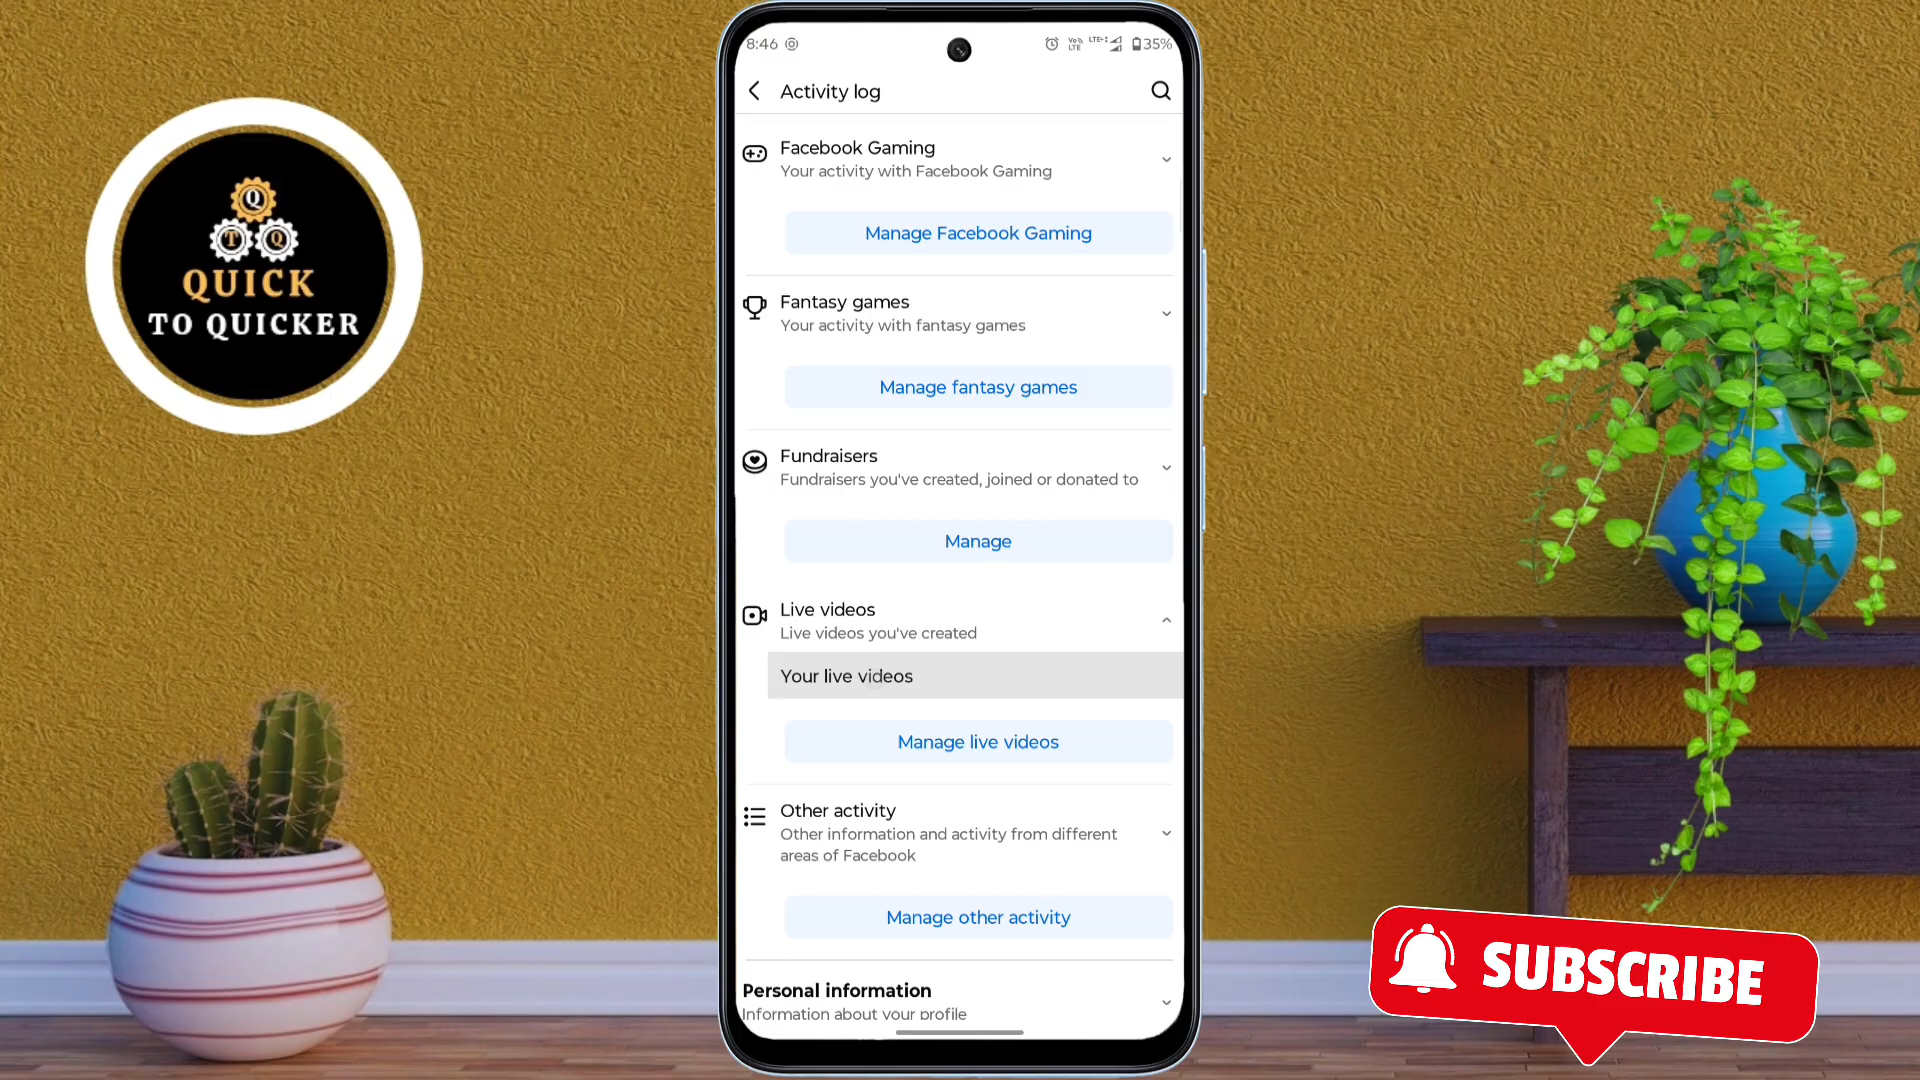 8:46
Vo LTE
LTE+
35%
Activity log
Facebook Gaming
Your activity with Facebook Gaming
Manage Facebook Gaming
Fantasy games
Your activity with fantasy games
Manage fantasy games
Fundraisers
Fundraisers you've created, joined or donated to
Manage
Live videos
Live videos you've created
Your live videos
Manage live videos
Other activity
Other information and activity from different
areas of Facebook
Manage other activity
Personal information
Information about your profile
Q
T Q
QUICK
TO QUICKER
SUBSCRIBE